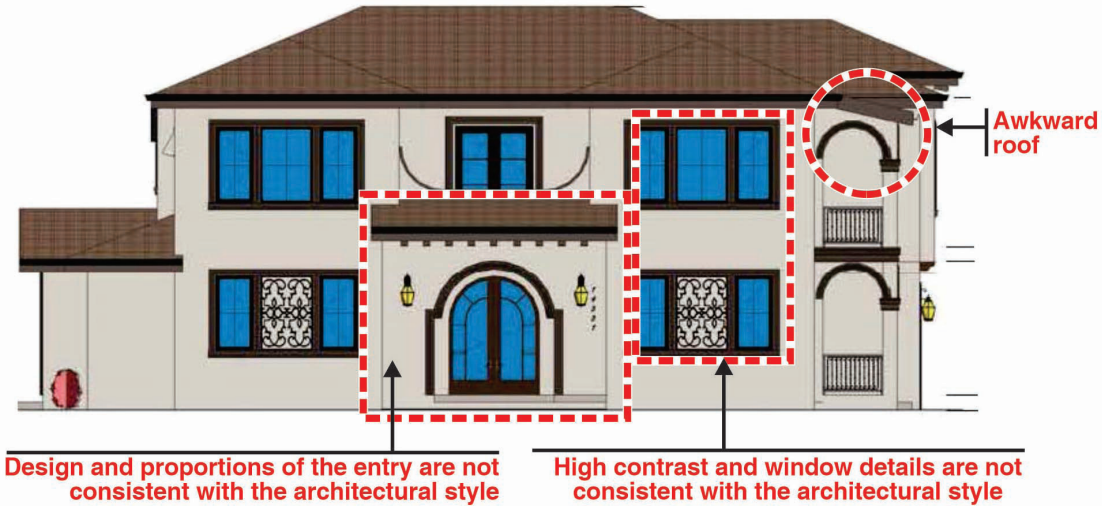 Awkward
roof
Design and proportions of the entry are not
consistent with the architectural style
High contrast and window details are not
consistent with the architectural style